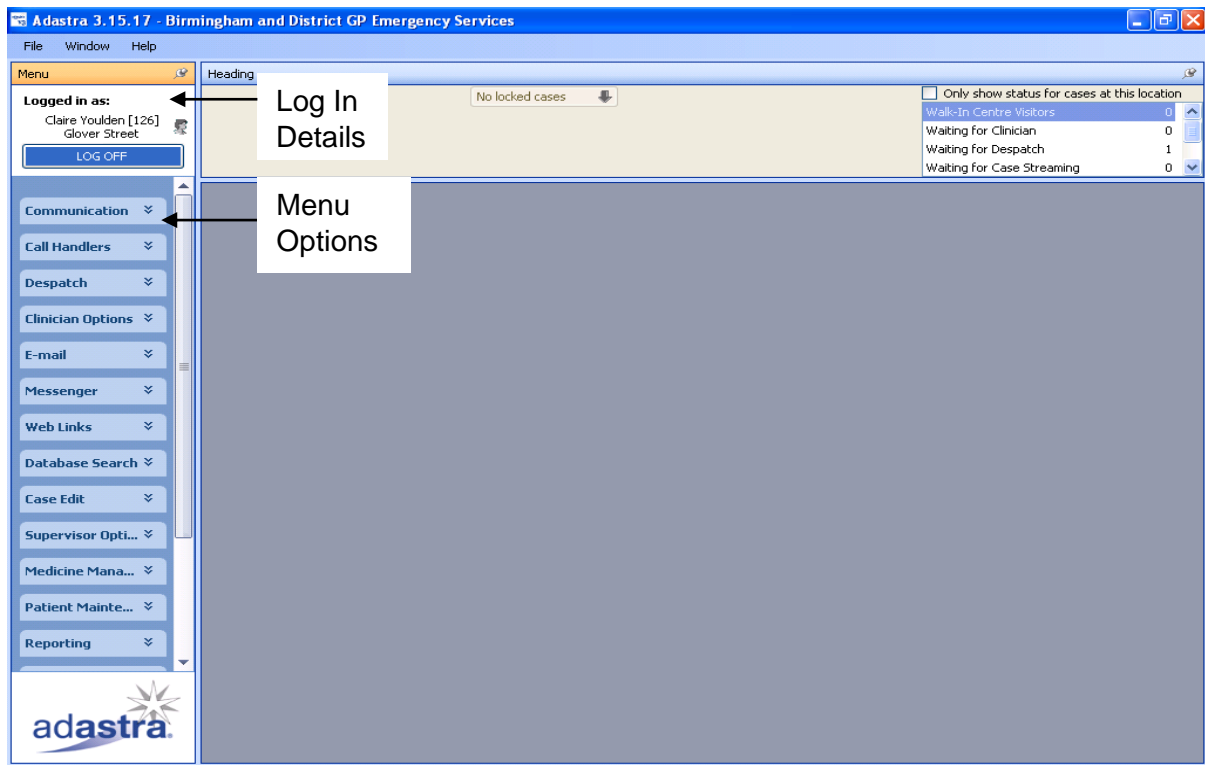 Adastra 3.15.17 - Birmingham and District GP Emergency Services
File Window Help
Menu
Heading
Logged in as:
Claire Youlden [126]
Glover Street
LOG OFF
Log In
Details
No locked cases
Only show status for cases at this location
Walk-In Centre Visitors 0
Waiting for Clinician 0
Waiting for Despatch 1
Waiting for Case Streaming 0
Menu
Options
Communication
Call Handlers
Despatch
Clinician Options
E-mail
Messenger
Web Links
Database Search
Case Edit
Supervisor Opti...
Medicine Mana...
Patient Mainte...
Reporting
adastra.